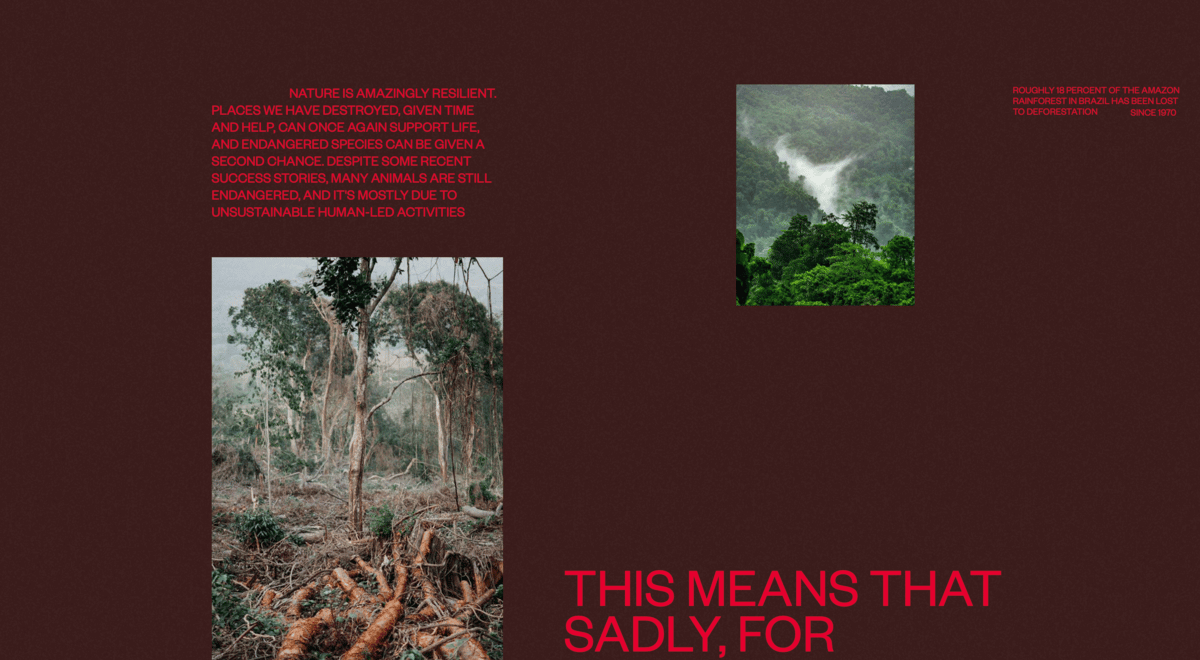 NATURE IS AMAZINGLY RESILIENT.
PLACES WE HAVE DESTROYED, GIVEN TIME
AND HELP, CAN ONCE AGAIN SUPPORT LIFE,
AND ENDANGERED SPECIES CAN BE GIVEN A
SECOND CHANCE. DESPITE SOME RECENT
SUCCESS STORIES, MANY ANIMALS ARE STILL
ENDANGERED, AND IT'S MOSTLY DUE TO
UNSUSTAINABLE HUMAN-LED ACTIVITIES
ROUGHLY 18 PERCENT OF THE AMAZON
RAINFOREST IN BRAZIL HAS BEEN LOST
TO DEFORESTATION SINCE 1970
THIS MEANS THAT
SADLY, FOR